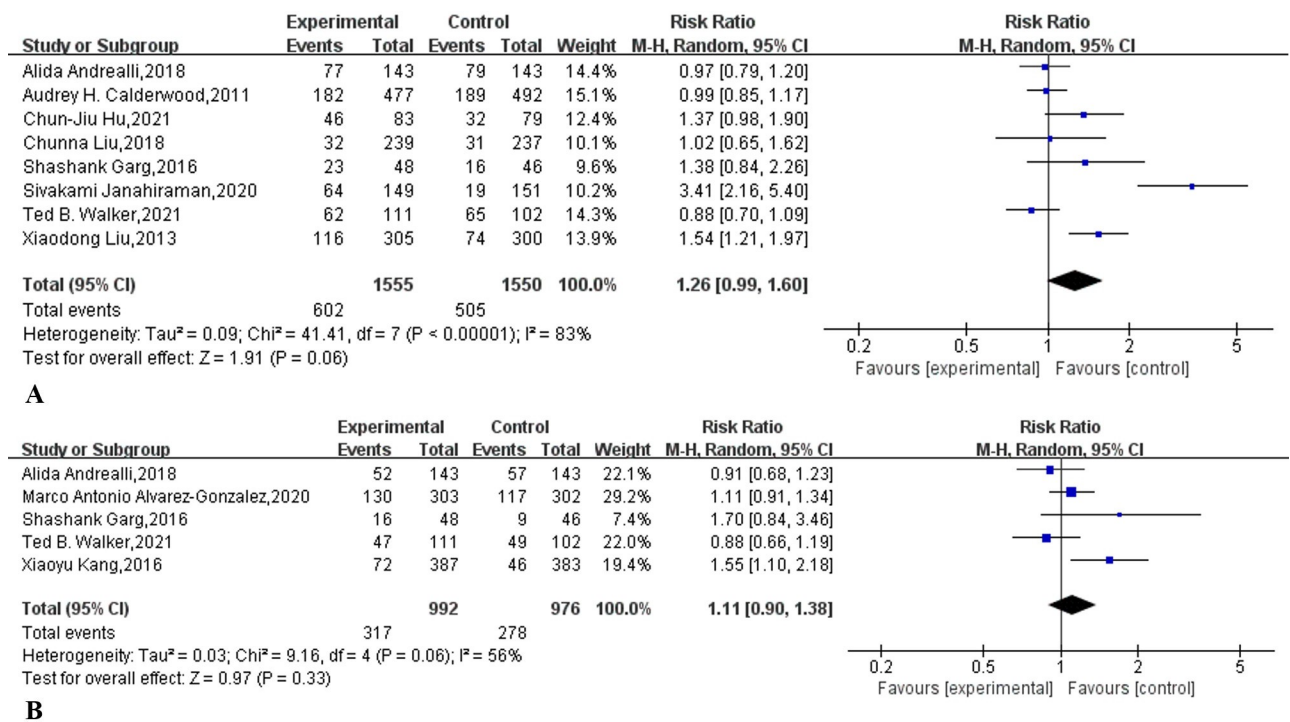 Experimental Control Risk Ratio Risk Ratio
Study or Subgroup Events Total Events Total Weight M-H, Random, 95% CI M-H, Random, 95% CI
Alida Andrealli,2018 77 143 79 143 14.4% 0.97 [0.79, 1.20]
Audrey H. Calderwood,2011 182 477 189 492 15.1% 0.99 [0.85, 1.17]
Chun-Jiu Hu,2021 46 83 32 79 12.4% 1.37 [0.98, 1.90]
Chunna Liu,2018 32 239 31 237 10.1% 1.02 [0.65, 1.62]
Shashank Garg,2016 23 48 16 46 9.6% 1.38 [0.84, 2.26]
Sivakami Janahiraman,2020 64 149 19 151 10.2% 3.41 [2.16, 5.40]
Ted B. Walker,2021 62 111 65 102 14.3% 0.88 [0.70, 1.09]
Xiaodong Liu,2013 116 305 74 300 13.9% 1.54 [1.21, 1.97]
Total (95% CI) 1555 1550 100.0% 1.26 [0.99, 1.60]
Total events 602 505
Heterogeneity: Tau² = 0.09; Chi² = 41.41, df = 7 (P < 0.00001); I² = 83%
Test for overall effect: Z = 1.91 (P = 0.06)
0.2 0.5 1 2 5
Favours [experimental] Favours [control]
A
Experimental Control Risk Ratio Risk Ratio
Study or Subgroup Events Total Events Total Weight M-H, Random, 95% CI M-H, Random, 95% CI
Alida Andrealli,2018 52 143 57 143 22.1% 0.91 [0.68, 1.23]
Marco Antonio Alvarez-Gonzalez,2020 130 303 117 302 29.2% 1.11 [0.91, 1.34]
Shashank Garg,2016 16 48 9 46 7.4% 1.70 [0.84, 3.46]
Ted B. Walker,2021 47 111 49 102 22.0% 0.88 [0.66, 1.19]
Xiaoyu Kang,2016 72 387 46 383 19.4% 1.55 [1.10, 2.18]
Total (95% CI) 992 976 100.0% 1.11 [0.90, 1.38]
Total events 317 278
Heterogeneity: Tau² = 0.03; Chi² = 9.16, df = 4 (P = 0.06); I² = 56%
Test for overall effect: Z = 0.97 (P = 0.33)
0.2 0.5 1 2 5
Favours [experimental] Favours [control]
B